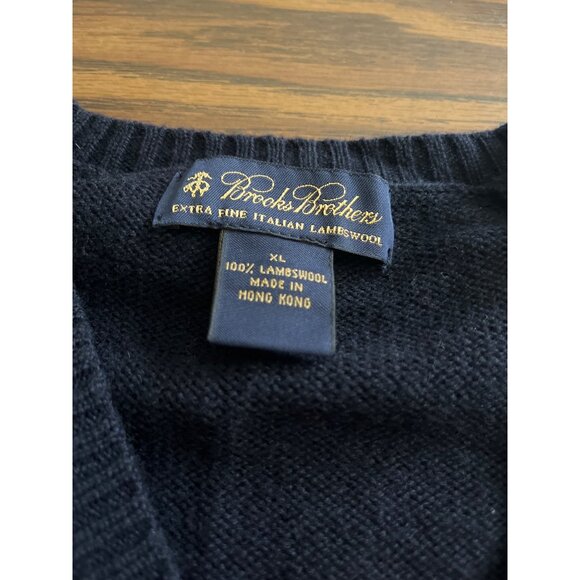 Brooks Brothers
EXTRA FINE ITALIAN LAMBSWOOL
XL
100% LAMBSWOOL
MADE IN
HONG KONG